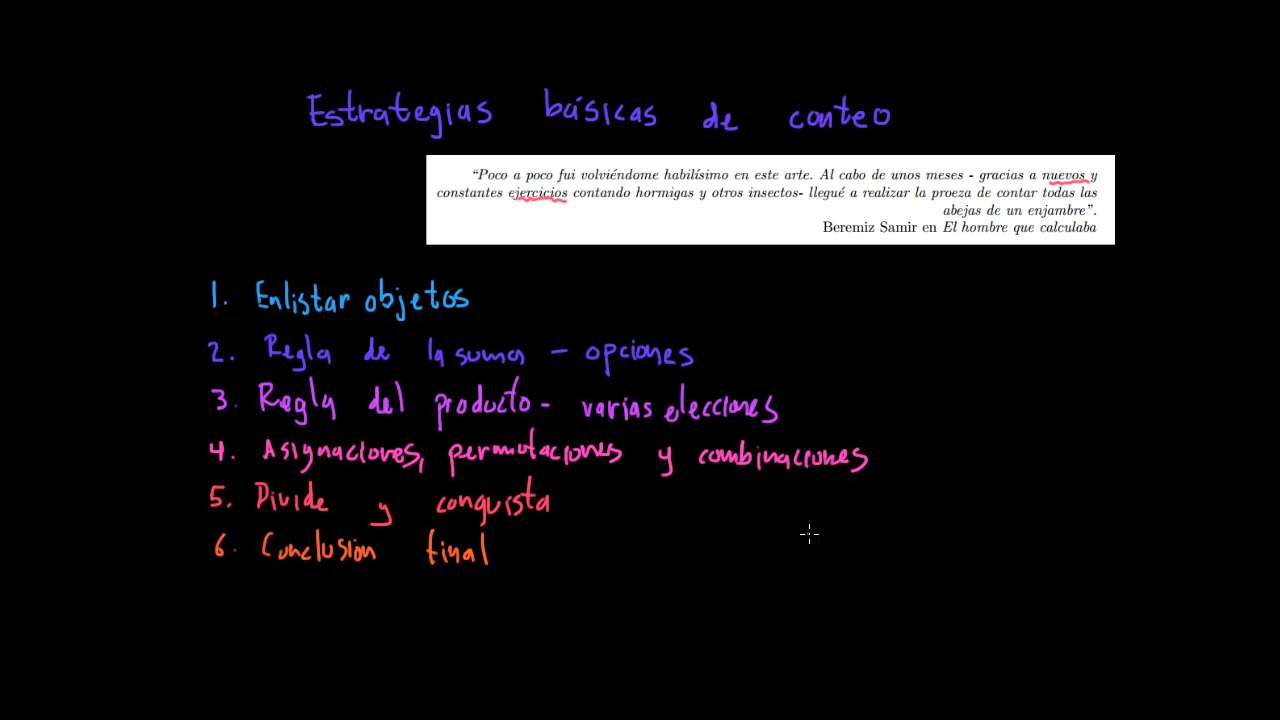 Estrategias básicas de conteo
“Poco a poco fui volviéndome habilísimo en este arte. Al cabo de unos meses - gracias a nuevos y
constantes ejercicios contando hormigas y otros insectos- llegué a realizar la proeza de contar todas las
abejas de un enjambre”.
Beremiz Samir en El hombre que calculaba
1. Enlistar objetos
2. Regla de la suma - opciones
3. Regla del producto - varias elecciones
4. Asignaciones, permutaciones y combinaciones
5. Divide y conquista
6. Conclusión final